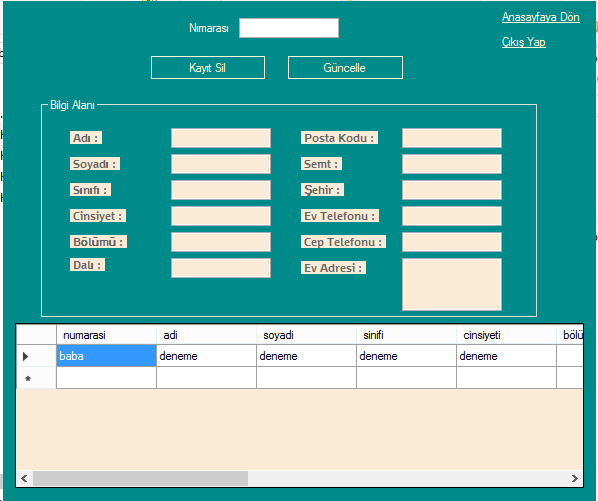 Anasayfaya Dön
Nımarası
Çıkış Yap
Kayıt Sil Güncelle
Bilgi Alanı
Adı : Posta Kodu :
Soyadı : Semt :
Sınıfı : Şehir :
Cinsiyet : Ev Telefonu :
Bölümü : Cep Telefonu :
Dalı : Ev Adresi :
numarasi adi soyadi sinifi cinsiyeti bölü
baba deneme deneme deneme deneme